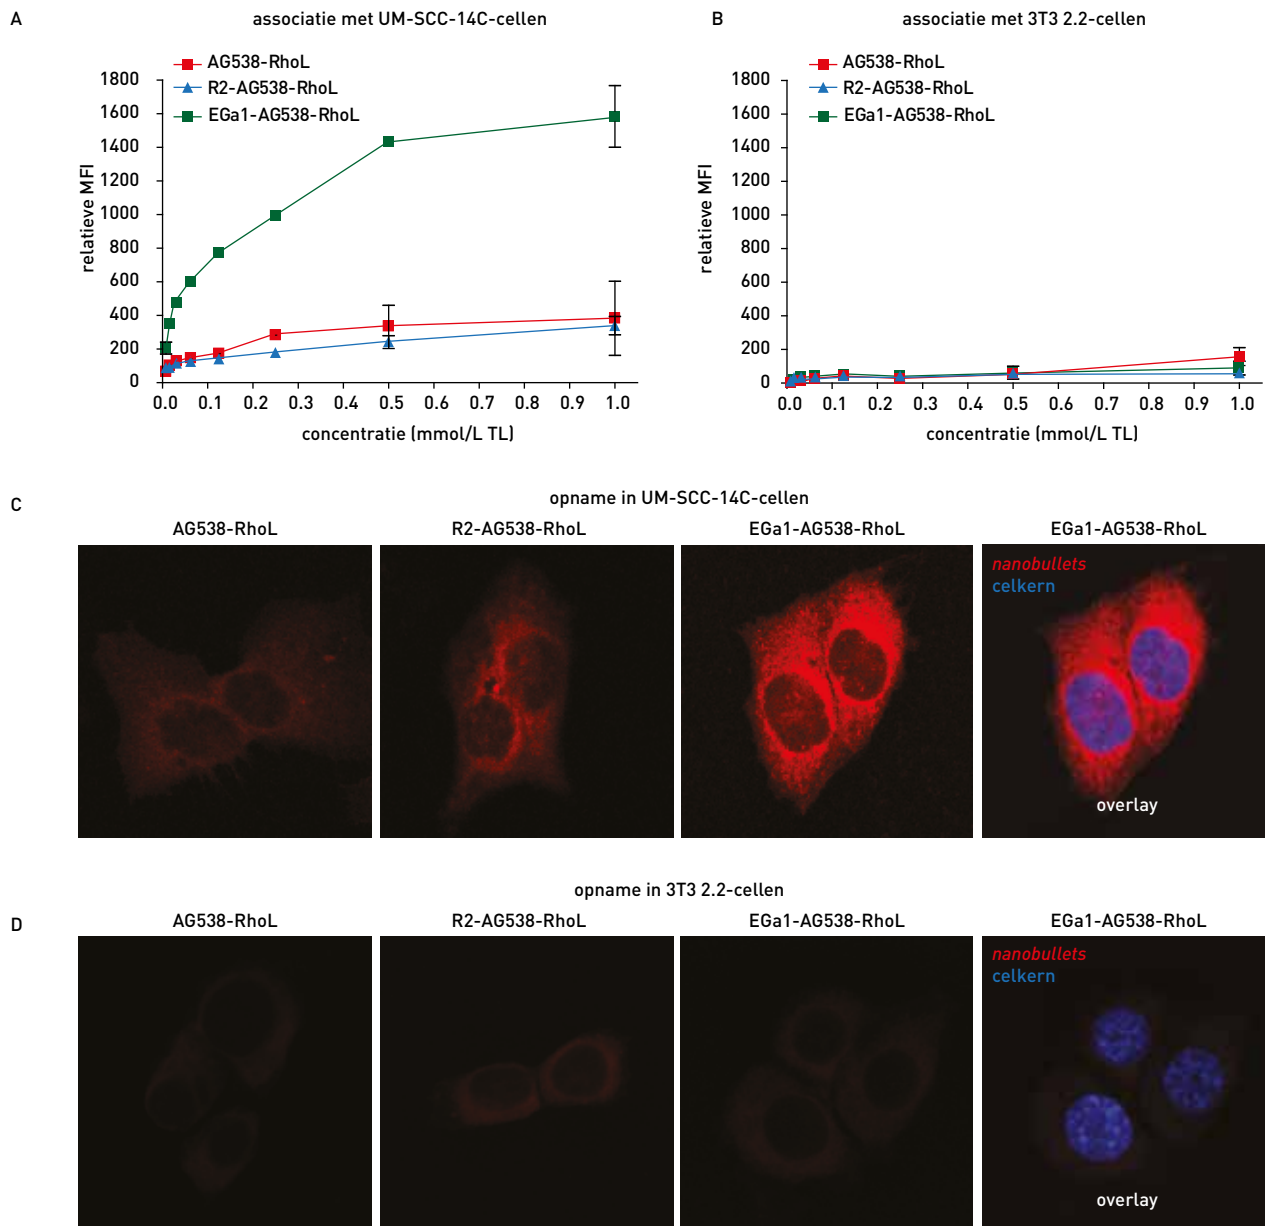 A
associatie met UM-SCC-14C-cellen
AG538-RhoL
R2-AG538-RhoL
EGa1-AG538-RhoL
1800
1600
1400
1200
1000
800
600
400
200
0
relatieve MFI
0.0 0.1 0.2 0.3 0.4 0.5 0.6 0.7 0.8 0.9 1.0
concentratie (mmol/L TL)
B
associatie met 3T3 2.2-cellen
AG538-RhoL
R2-AG538-RhoL
EGa1-AG538-RhoL
1800
1600
1400
1200
1000
800
600
400
200
0
relatieve MFI
0.0 0.1 0.2 0.3 0.4 0.5 0.6 0.7 0.8 0.9 1.0
concentratie (mmol/L TL)
C
opname in UM-SCC-14C-cellen
AG538-RhoL
R2-AG538-RhoL
EGa1-AG538-RhoL
EGa1-AG538-RhoL
nanobullets
celkern
overlay
D
opname in 3T3 2.2-cellen
AG538-RhoL
R2-AG538-RhoL
EGa1-AG538-RhoL
EGa1-AG538-RhoL
nanobullets
celkern
overlay